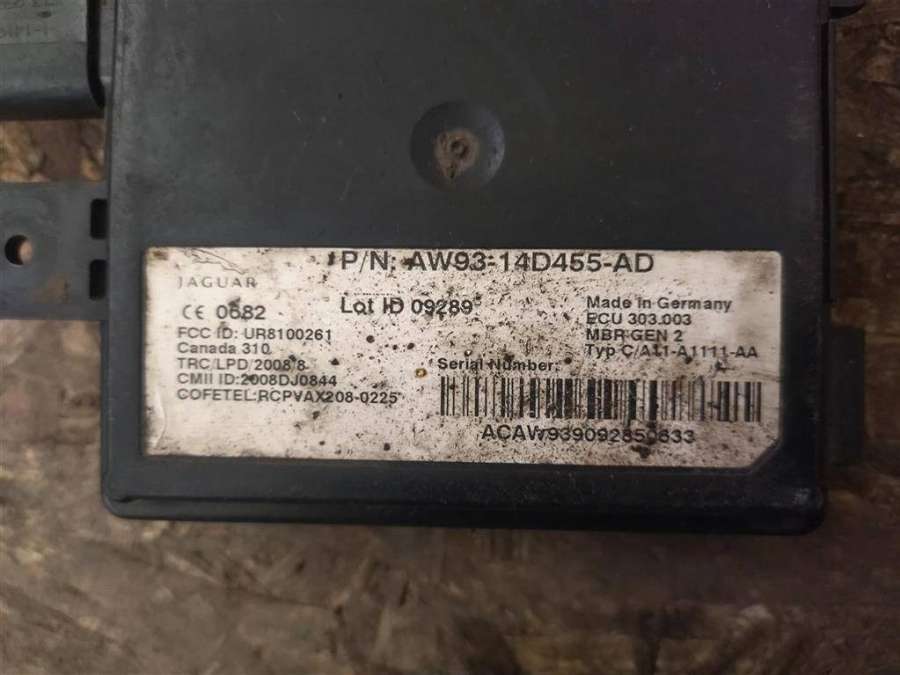 P/N: AW93-14D455-AD
JAGUAR
CE 0682
Lot ID 09289
Made in Germany
ECU 303.003
MBR GEN 2
Typ C/A11-A1111-AA
FCC ID: UR8100261
Canada 310
TRC/LPD/2008/8
CMII ID:2008DJ0844
COFETEL:RCPVAX208-0225
Serial Number:
ACAW939092850633